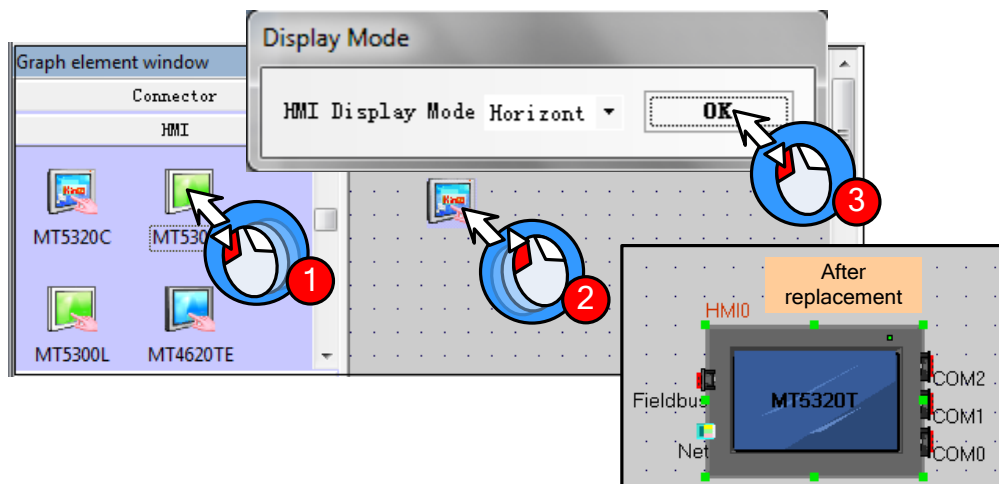 Display Mode
HMI Display Mode
Horizont
OK
Graph element window
Connector
HMI
MT5320C
MT530
MT5300L
MT4620TE
1
2
3
After
replacement
HMI0
MT5320T
Fieldbus
Net
COM2
COM1
COM0